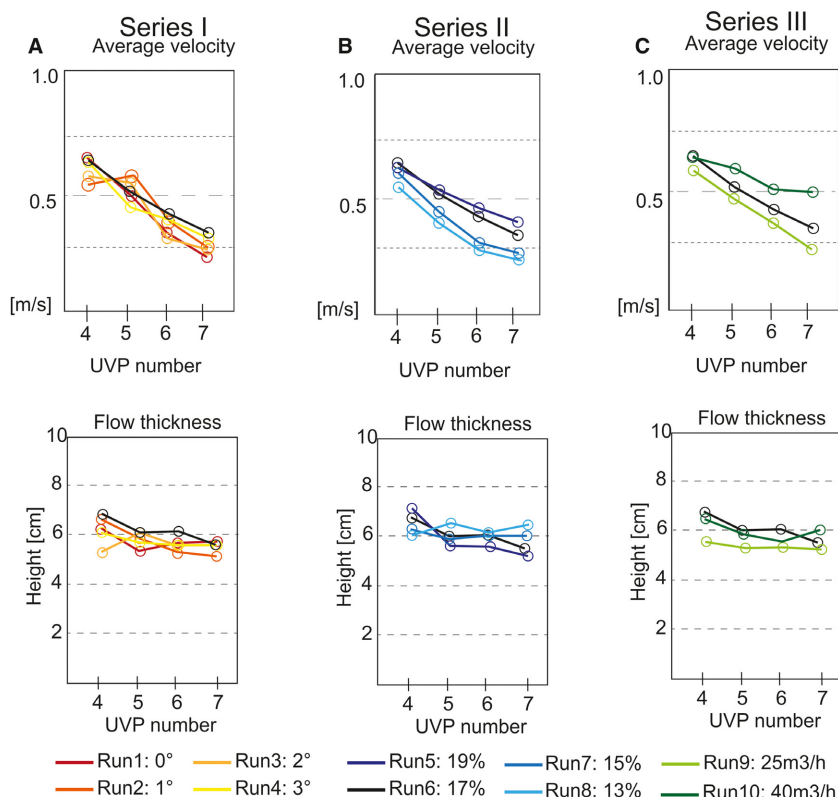 Series I
A
Average velocity
1.0
0.5
[m/s]
4 5 6 7
UVP number
Series II
B
Average velocity
1.0
0.5
[m/s]
4 5 6 7
UVP number
Series III
C
Average velocity
1.0
0.5
[m/s]
4 5 6 7
UVP number
Flow thickness
10
8
6
4
2
Height [cm]
4 5 6 7
UVP number
Flow thickness
10
8
6
4
2
Height [cm]
4 5 6 7
UVP number
Flow thickness
10
8
6
4
2
Height [cm]
4 5 6 7
UVP number
Run1: 0° Run3: 2° Run5: 19% Run7: 15% Run9: 25m3/h
Run2: 1° Run4: 3° Run6: 17% Run8: 13% Run10: 40m3/h